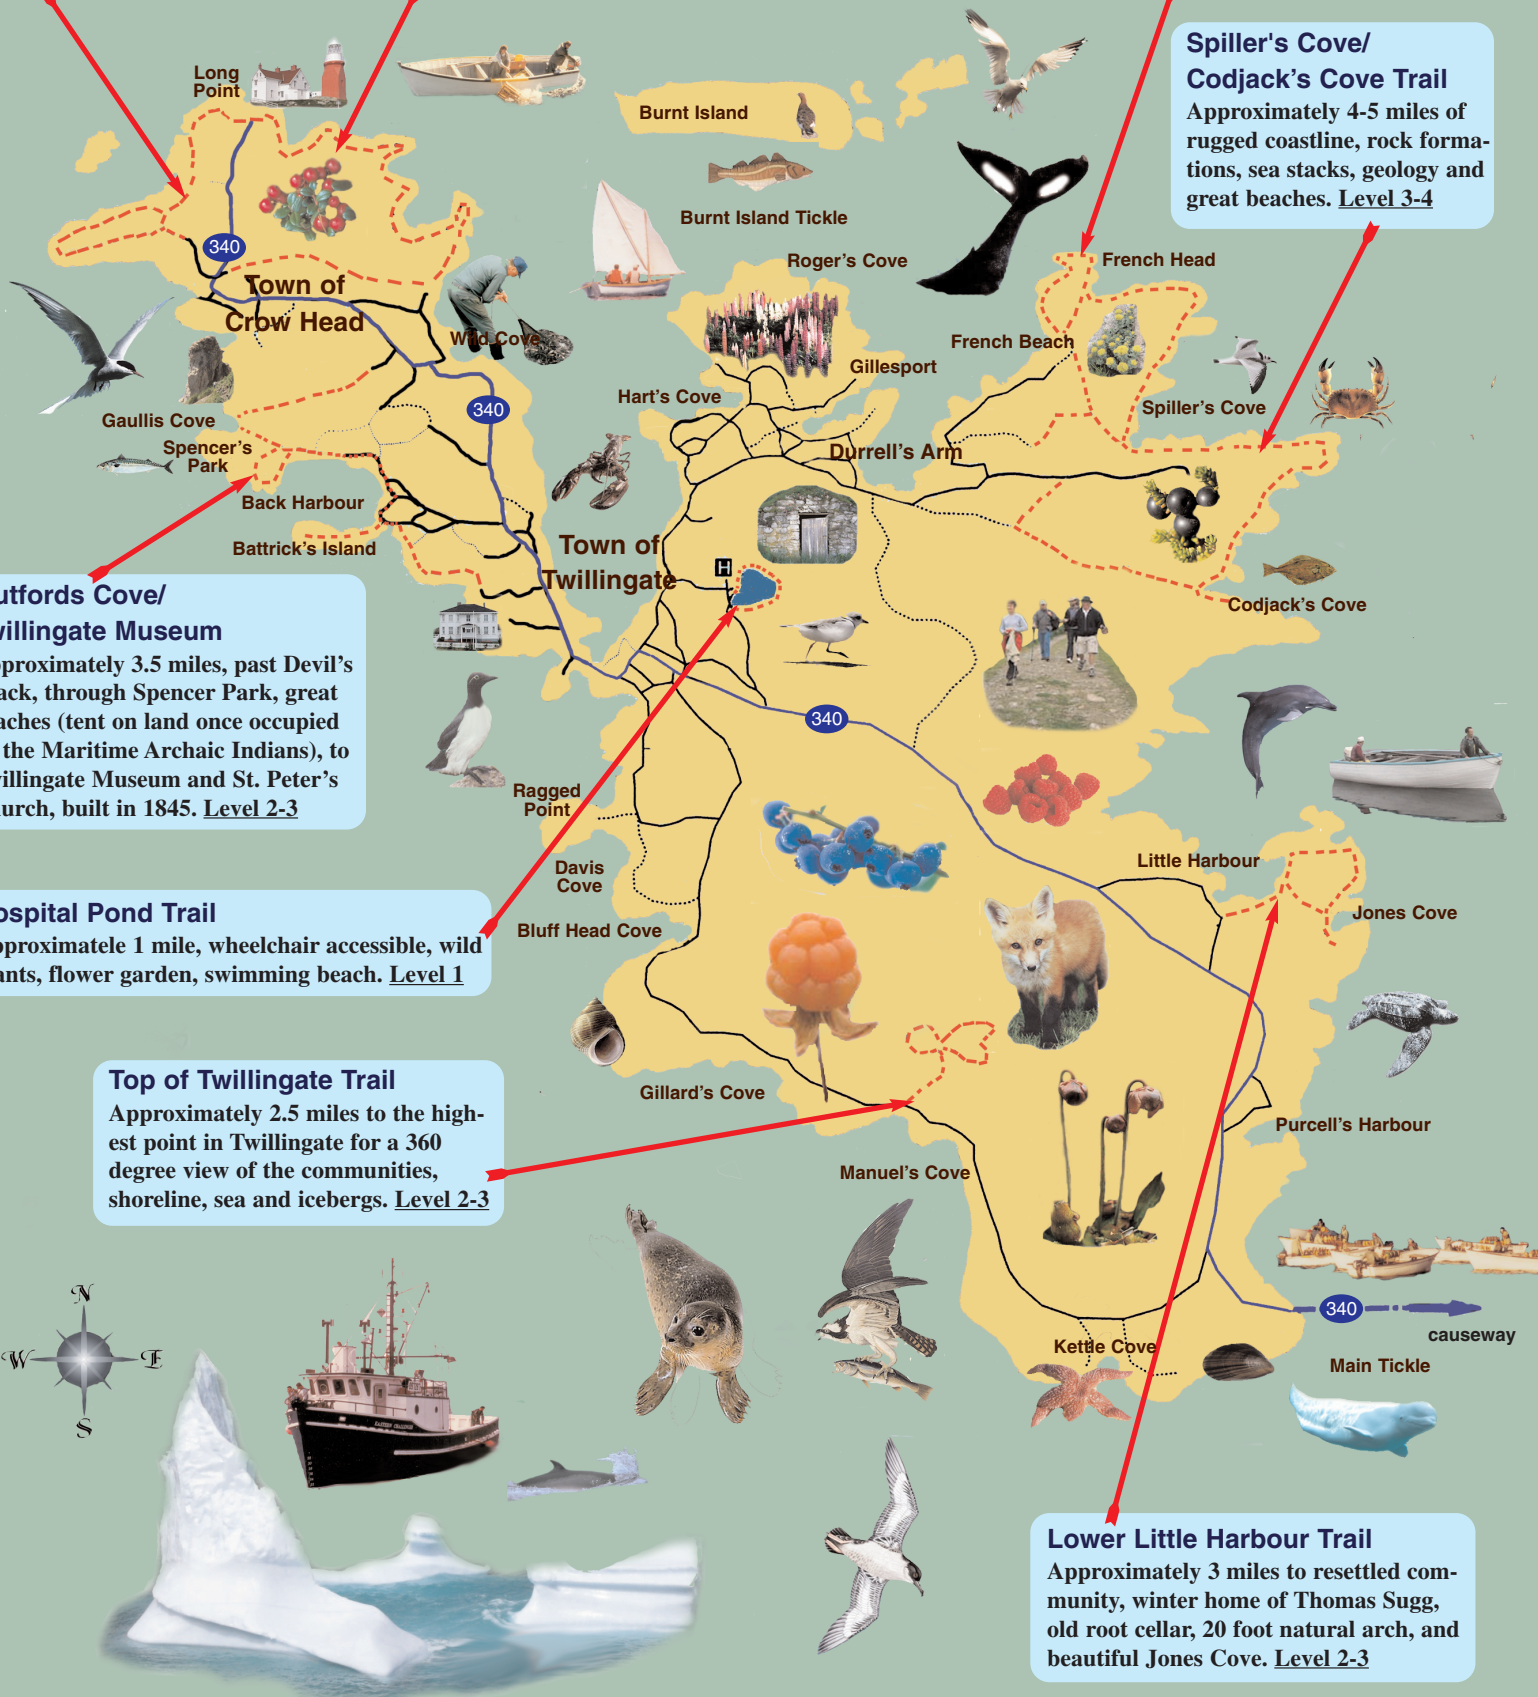 Spiller's Cove/
Codjack's Cove Trail
Approximately 4-5 miles of
rugged coastline, rock forma-
tions, sea stacks, geology and
great beaches. Level 3-4
Long
Point
Burnt Island
Burnt Island Tickle
Roger's Cove
French Head
340
Town of
Crow Head
Wild Cove
French Beach
Gillesport
Hart's Cove
Spiller's Cove
340
Gaullis Cove
Spencer's
Park
Durrell's Arm
Back Harbour
Battrick's Island
Town of
Twillingate
H
Codjack's Cove
utfords Cove/
willingate Museum
pproximately 3.5 miles, past Devil's
ack, through Spencer Park, great
aches (tent on land once occupied
the Maritime Archaic Indians), to
willingate Museum and St. Peter's
urch, built in 1845. Level 2-3
340
Ragged
Point
Davis
Cove
Little Harbour
Jones Cove
Bluff Head Cove
ospital Pond Trail
pproximatele 1 mile, wheelchair accessible, wild
ants, flower garden, swimming beach. Level 1
Gillard's Cove
Top of Twillingate Trail
Approximately 2.5 miles to the high-
est point in Twillingate for a 360
degree view of the communities,
shoreline, sea and icebergs. Level 2-3
Purcell's Harbour
Manuel's Cove
N
W E
S
340
causeway
Kettle Cove
Main Tickle
Lower Little Harbour Trail
Approximately 3 miles to resettled com-
munity, winter home of Thomas Sugg,
old root cellar, 20 foot natural arch, and
beautiful Jones Cove. Level 2-3